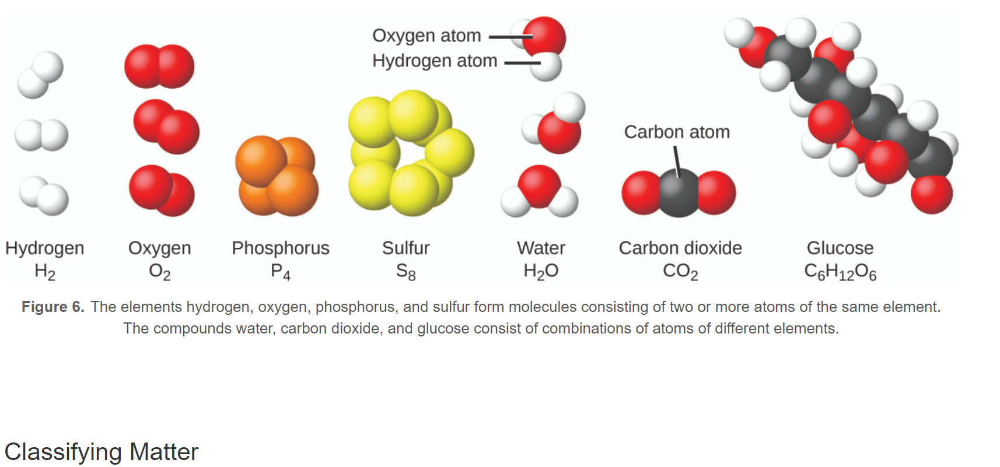 Oxygen atom
Hydrogen atom
Carbon atom
Hydrogen
H2
Oxygen
O2
Phosphorus
P4
Sulfur
S8
Water
H2O
Carbon dioxide
CO2
Glucose
C6H12O6
Figure 6. The elements hydrogen, oxygen, phosphorus, and sulfur form molecules consisting of two or more atoms of the same element.
The compounds water, carbon dioxide, and glucose consist of combinations of atoms of different elements.
Classifying Matter